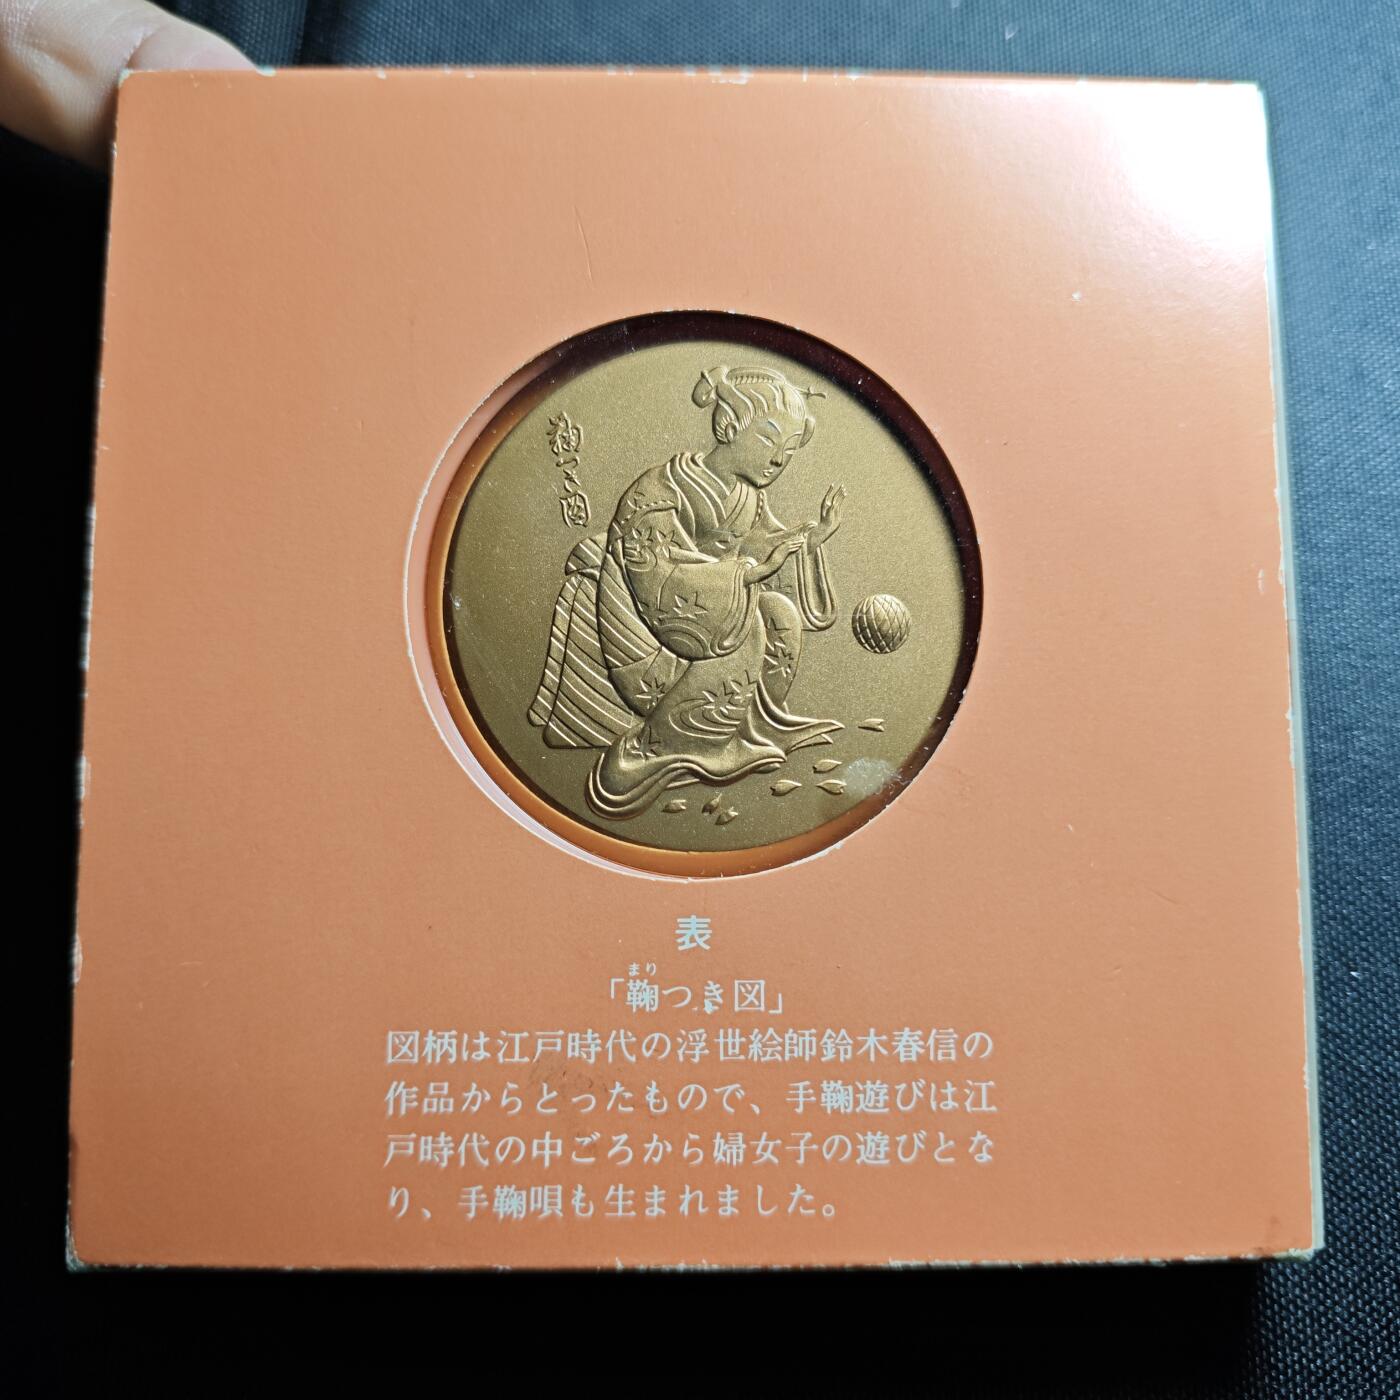 鞠つき図
表
まり
「鞠つき図」
図柄は江戸時代の浮世絵師鈴木春信の
作品からとったもので、手鞠遊びは江
戸時代の中ごろから婦女子の遊びとな
り、手鞠唄も生まれました。